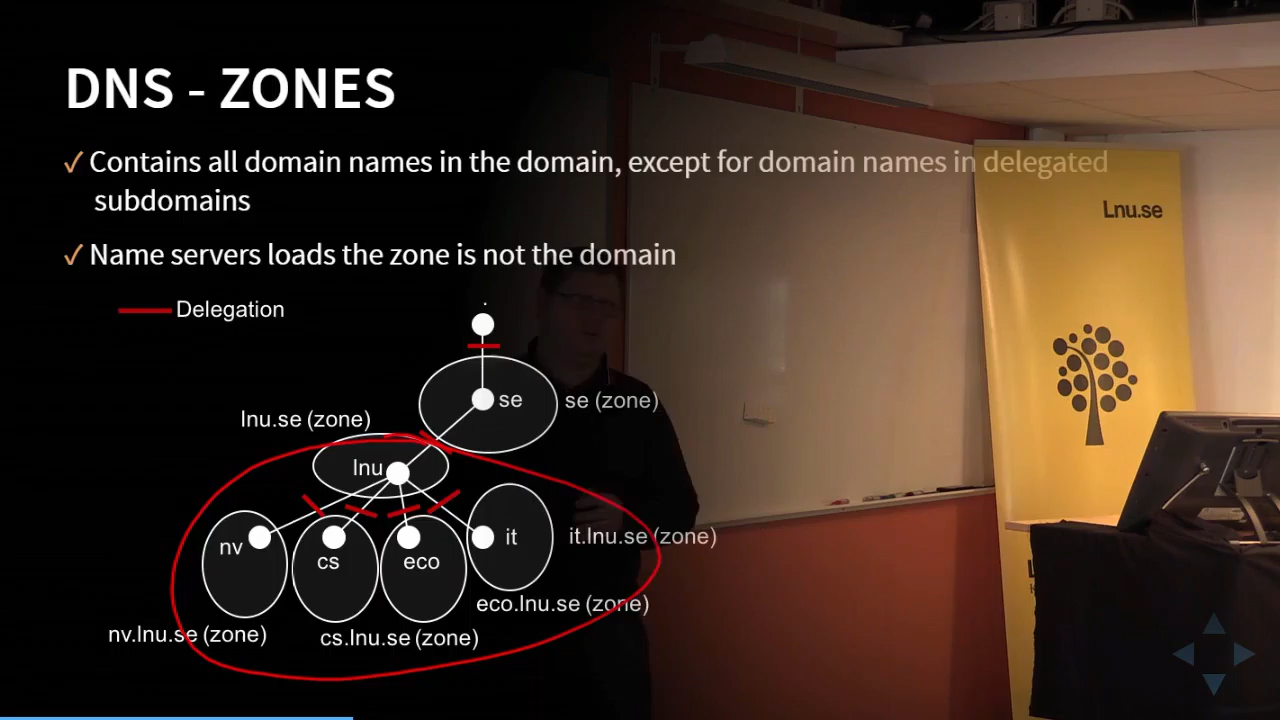 DNS - ZONES
✓ Contains all domain names in the domain, except for domain names in delegated
subdomains
✓ Name servers loads the zone is not the domain
Delegation
.
se
se (zone)
lnu.se (zone)
lnu
nv
cs
eco
it
it.lnu.se (zone)
eco.lnu.se (zone)
nv.lnu.se (zone)
cs.lnu.se (zone)
Lnu.se